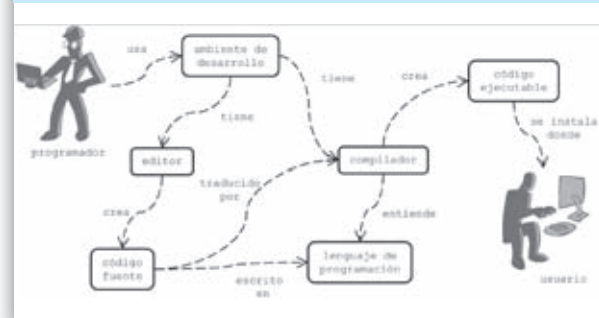 usa
ambiente de
desarrollo
tiene
crea
código
ejecutable
tiene
se instala
donde
programador
editor
traducido
por
compilador
crea
entiende
código
fuente
lenguaje de
programación
escrito
en
usuario